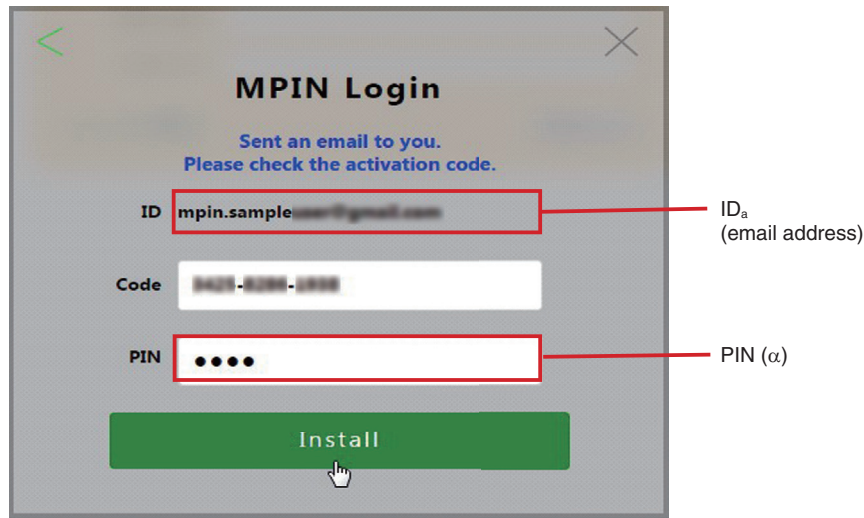 MPIN Login
Sent an email to you.
Please check the activation code.
ID mpin.sample
IDₐ
(email address)
Code
PIN
PIN (α)
Install